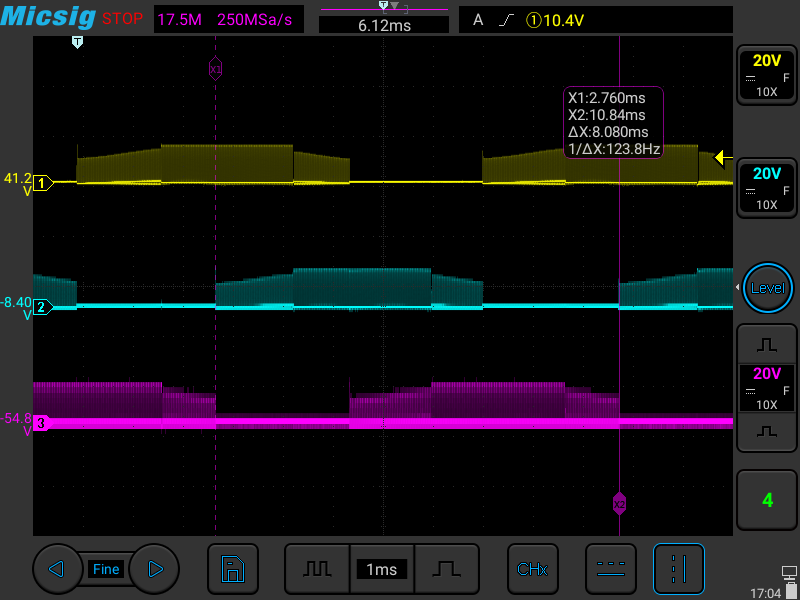 Micsig STOP 17.5M 250MSa/s T 6.12ms A ①10.4V
T
X1
X1:2.760ms
X2:10.84ms
ΔX:8.080ms
1/ΔX:123.8Hz
20V
F
10X
41.2
V
1
20V
F
10X
-8.40
V
2
Level
20V
F
10X
-54.8
V
3
X2
4
Fine
1ms
CHx
17:04